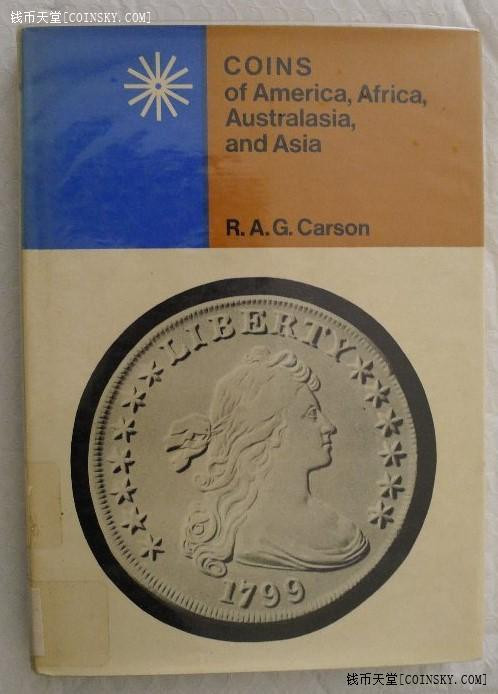 钱币天堂[COINSKY.COM]
COINS
of America, Africa,
Australasia,
and Asia
R.A.G. Carson
LIBERTY
1799
钱币天堂[COINSKY.COM]